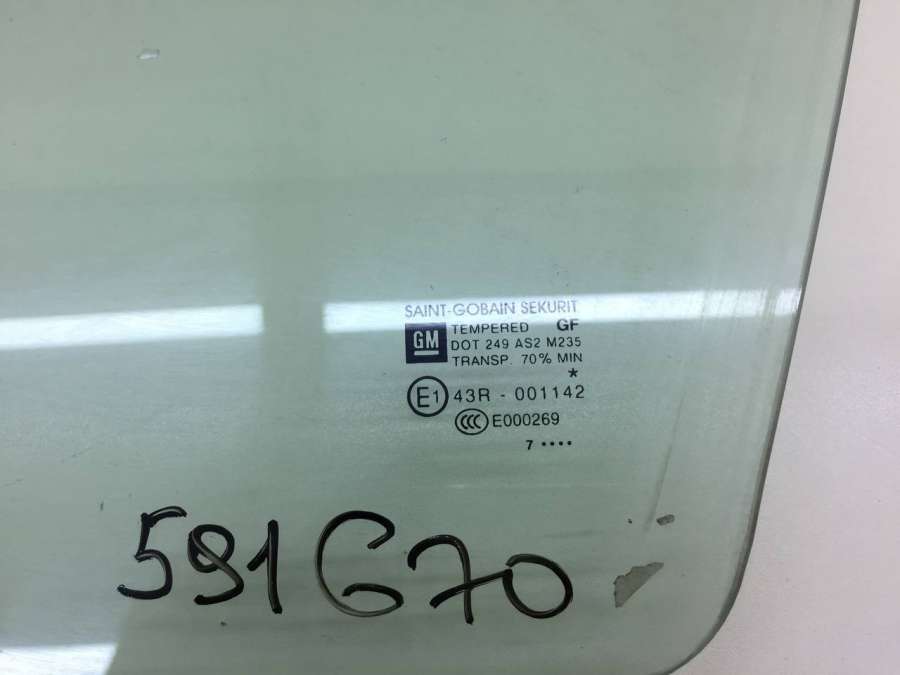 SAINT-GOBAIN SEKURIT
GM
TEMPERED GF
DOT 249 AS2 M235
TRANSP. 70% MIN
*
E1 43R - 001142
CCC E000269
7 ••••
591G70